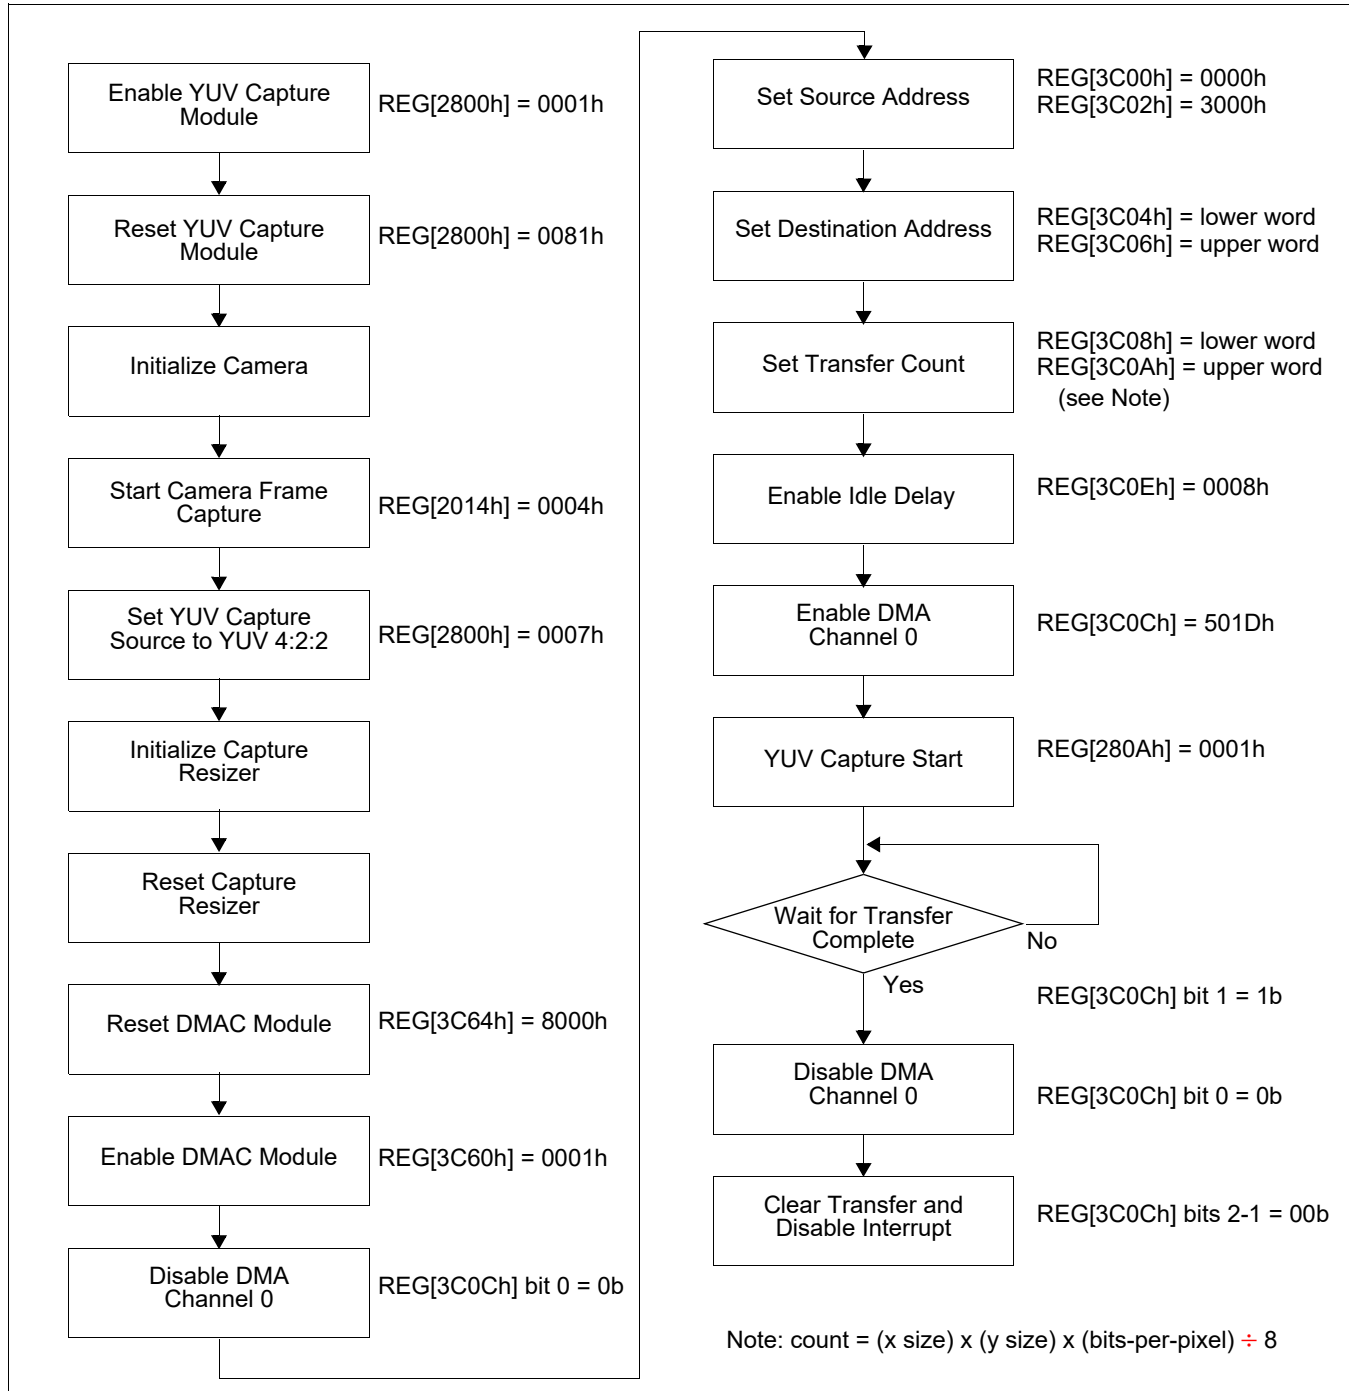 Enable YUV Capture
Module
REG[2800h] = 0001h
Reset YUV Capture
Module
REG[2800h] = 0081h
Initialize Camera
Start Camera Frame
Capture
REG[2014h] = 0004h
Set YUV Capture
Source to YUV 4:2:2
REG[2800h] = 0007h
Initialize Capture
Resizer
Reset Capture
Resizer
Reset DMAC Module
REG[3C64h] = 8000h
Enable DMAC Module
REG[3C60h] = 0001h
Disable DMA
Channel 0
REG[3C0Ch] bit 0 = 0b
Set Source Address
REG[3C00h] = 0000h
REG[3C02h] = 3000h
Set Destination Address
REG[3C04h] = lower word
REG[3C06h] = upper word
Set Transfer Count
REG[3C08h] = lower word
REG[3C0Ah] = upper word
(see Note)
Enable Idle Delay
REG[3C0Eh] = 0008h
Enable DMA
Channel 0
REG[3C0Ch] = 501Dh
YUV Capture Start
REG[280Ah] = 0001h
Wait for Transfer
Complete
No
Yes
REG[3C0Ch] bit 1 = 1b
Disable DMA
Channel 0
REG[3C0Ch] bit 0 = 0b
Clear Transfer and
Disable Interrupt
REG[3C0Ch] bits 2-1 = 00b
Note: count = (x size) x (y size) x (bits-per-pixel) ÷ 8